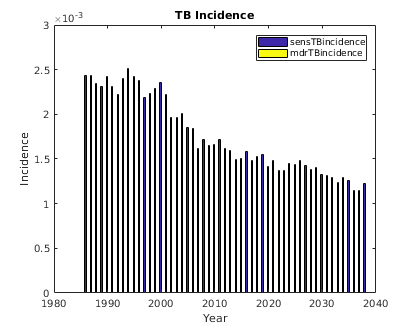 ×10-3
TB Incidence
3
2.5
2
1.5
1
0.5
0
Incidence
sensTBincidence
mdrTBincidence
1980 1990 2000 2010 2020 2030 2040
Year